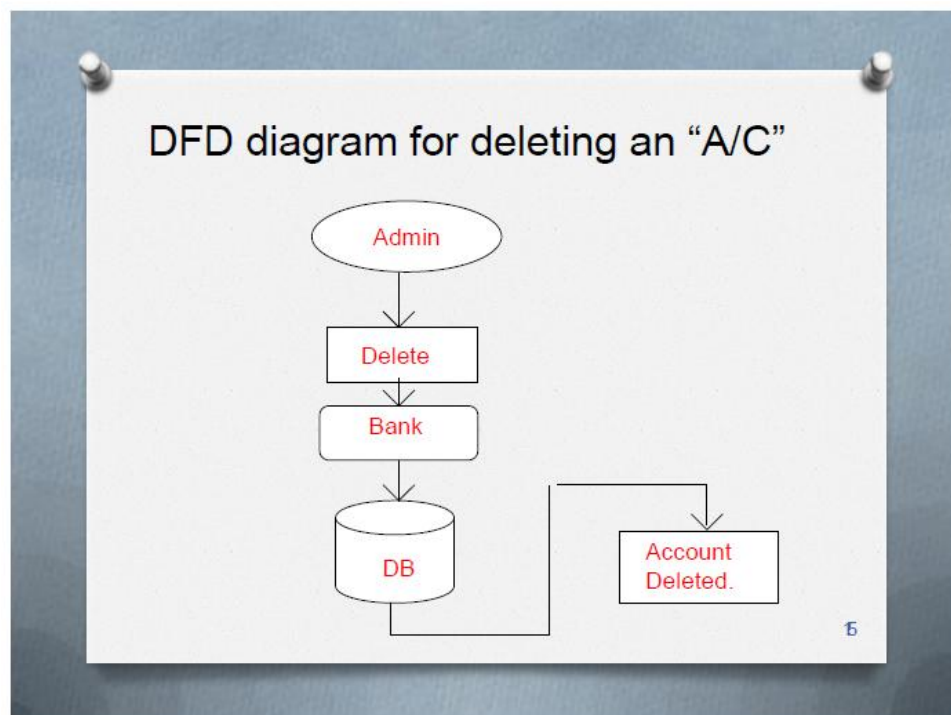 DFD diagram for deleting an “A/C”
Admin
Delete
Bank
DB
Account
Deleted.